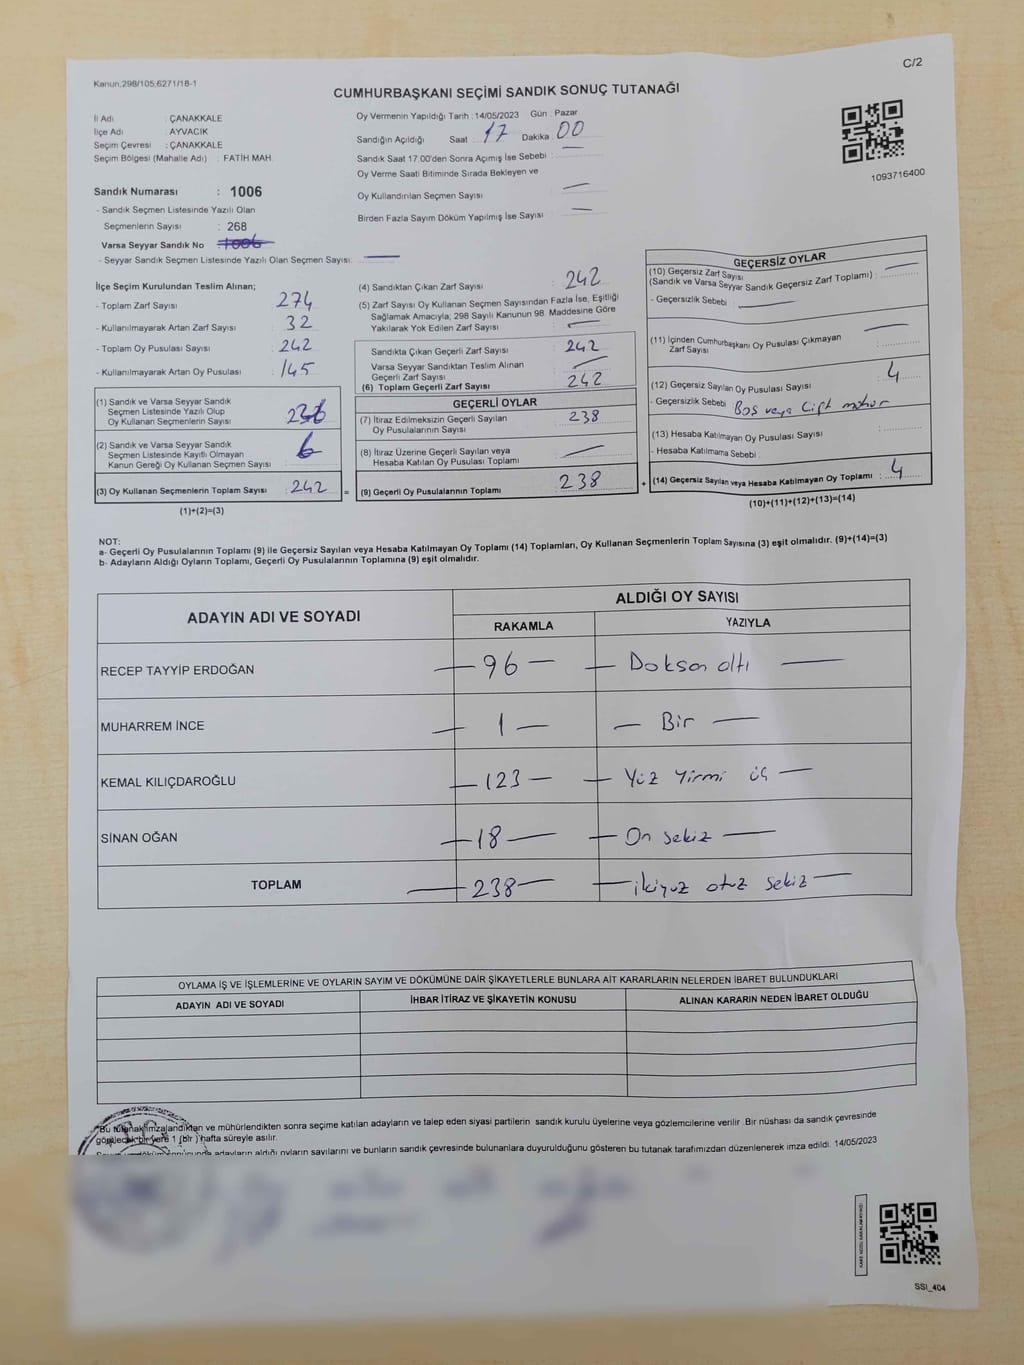 C/2
Kanun;298/105;6271/18-1
CUMHURBAŞKANI SEÇİMİ SANDIK SONUÇ TUTANAĞI
İl Adı : ÇANAKKALE
İlçe Adı : AYVACIK
Seçim Çevresi : ÇANAKKALE
Seçim Bölgesi (Mahalle Adı) : FATİH MAH.
Sandık Numarası : 1006
- Sandık Seçmen Listesinde Yazılı Olan
Seçmenlerin Sayısı : 268
Varsa Seyyar Sandık No : 1006
- Seyyar Sandık Seçmen Listesinde Yazılı Olan Seçmen Sayısı:
Oy Vermenin Yapıldığı Tarih : 14/05/2023 Gün : Pazar
Sandığın Açıldığı Saat : 17 Dakika : 00
Sandık Saat 17.00'den Sonra Açımış İse Sebebi :
Oy Verme Saati Bitiminde Sırada Bekleyen ve
Oy Kullandırılan Seçmen Sayısı
Birden Fazla Sayım Döküm Yapılmış İse Sayısı
1093716400
İlçe Seçim Kurulundan Teslim Alınan;
- Toplam Zarf Sayısı : 274
- Kullanılmayarak Artan Zarf Sayısı : 32
- Toplam Oy Pusulası Sayısı : 242
- Kullanılmayarak Artan Oy Pusulası : 145
(1) Sandık ve Varsa Seyyar Sandık
Seçmen Listesinde Yazılı Olup
Oy Kullanan Seçmenlerin Sayısı : 236
(2) Sandık ve Varsa Seyyar Sandık
Seçmen Listesinde Kayıtlı Olmayan
Kanun Gereği Oy Kullanan Seçmen Sayısı : 6
(3) Oy Kullanan Seçmenlerin Toplam Sayısı : 242 =
(1)+(2)=(3)
(4) Sandıktan Çıkan Zarf Sayısı : 242
(5) Zarf Sayısı Oy Kullanan Seçmen Sayısından Fazla İse, Eşitliği
Sağlamak Amacıyla; 298 Sayılı Kanunun 98. Maddesine Göre
Yakılarak Yok Edilen Zarf Sayısı :
Sandıkta Çıkan Geçerli Zarf Sayısı : 242
Varsa Seyyar Sandıktan Teslim Alınan
Geçerli Zarf Sayısı :
(6) Toplam Geçerli Zarf Sayısı : 242
GEÇERLİ OYLAR
(7) İtiraz Edilmeksizin Geçerli Sayılan
Oy Pusulalarının Sayısı : 238
(8) İtiraz Üzerine Geçerli Sayılan veya
Hesaba Katılan Oy Pusulası Toplamı :
(9) Geçerli Oy Pusulalarının Toplamı : 238 +
GEÇERSİZ OYLAR
(10) Geçersiz Zarf Sayısı
(Sandık ve Varsa Seyyar Sandık Geçersiz Zarf Toplamı) :
- Geçersizlik Sebebi :
(11) İçinden Cumhurbaşkanı Oy Pusulası Çıkmayan
Zarf Sayısı :
(12) Geçersiz Sayılan Oy Pusulası Sayısı : 4
- Geçersizlik Sebebi : Boş veya Çift mühür
(13) Hesaba Katılmayan Oy Pusulası Sayısı :
- Hesaba Katılmama Sebebi :
(14) Geçersiz Sayılan veya Hesaba Katılmayan Oy Toplamı : 4
(10)+(11)+(12)+(13)=(14)
NOT:
a- Geçerli Oy Pusulalarının Toplamı (9) ile Geçersiz Sayılan veya Hesaba Katılmayan Oy Toplamı (14) Toplamları, Oy Kullanan Seçmenlerin Toplam Sayısına (3) eşit olmalıdır. (9)+(14)=(3)
b- Adayların Aldığı Oyların Toplamı, Geçerli Oy Pusulalarının Toplamına (9) eşit olmalıdır.
ADAYIN ADI VE SOYADI
ALDIĞI OY SAYISI
RAKAMLA YAZIYLA
RECEP TAYYİP ERDOĞAN — 96 — — Doksan altı —
MUHARREM İNCE — 1 — — Bir —
KEMAL KILIÇDAROĞLU — 123 — — Yüz Yirmi üç —
SİNAN OĞAN — 18 — — On sekiz —
TOPLAM — 238 — — ikiyüz otuz sekiz —
OYLAMA İŞ VE İŞLEMLERİNE VE OYLARIN SAYIM VE DÖKÜMÜNE DAİR ŞİKAYETLERLE BUNLARA AİT KARARLARIN NELERDEN İBARET BULUNDUKLARI
ADAYIN ADI VE SOYADI İHBAR İTİRAZ VE ŞİKAYETİN KONUSU ALINAN KARARIN NEDEN İBARET OLDUĞU
"Bu tutanak imzalandıktan ve mühürlendikten sonra seçime katılan adayların ve talep eden siyasi partilerin sandık kurulu üyelerine veya gözlemcilerine verilir. Bir nüshası da sandık çevresinde
görülecek bir yere 1 (bir ) hafta süreyle asılır.
adayların aldığı oyların sayılarını ve bunların sandık çevresinde bulunanlara duyurulduğunu gösteren bu tutanak tarafımızdan düzenlenerek imza edildi. 14/05/2023
SSI_404